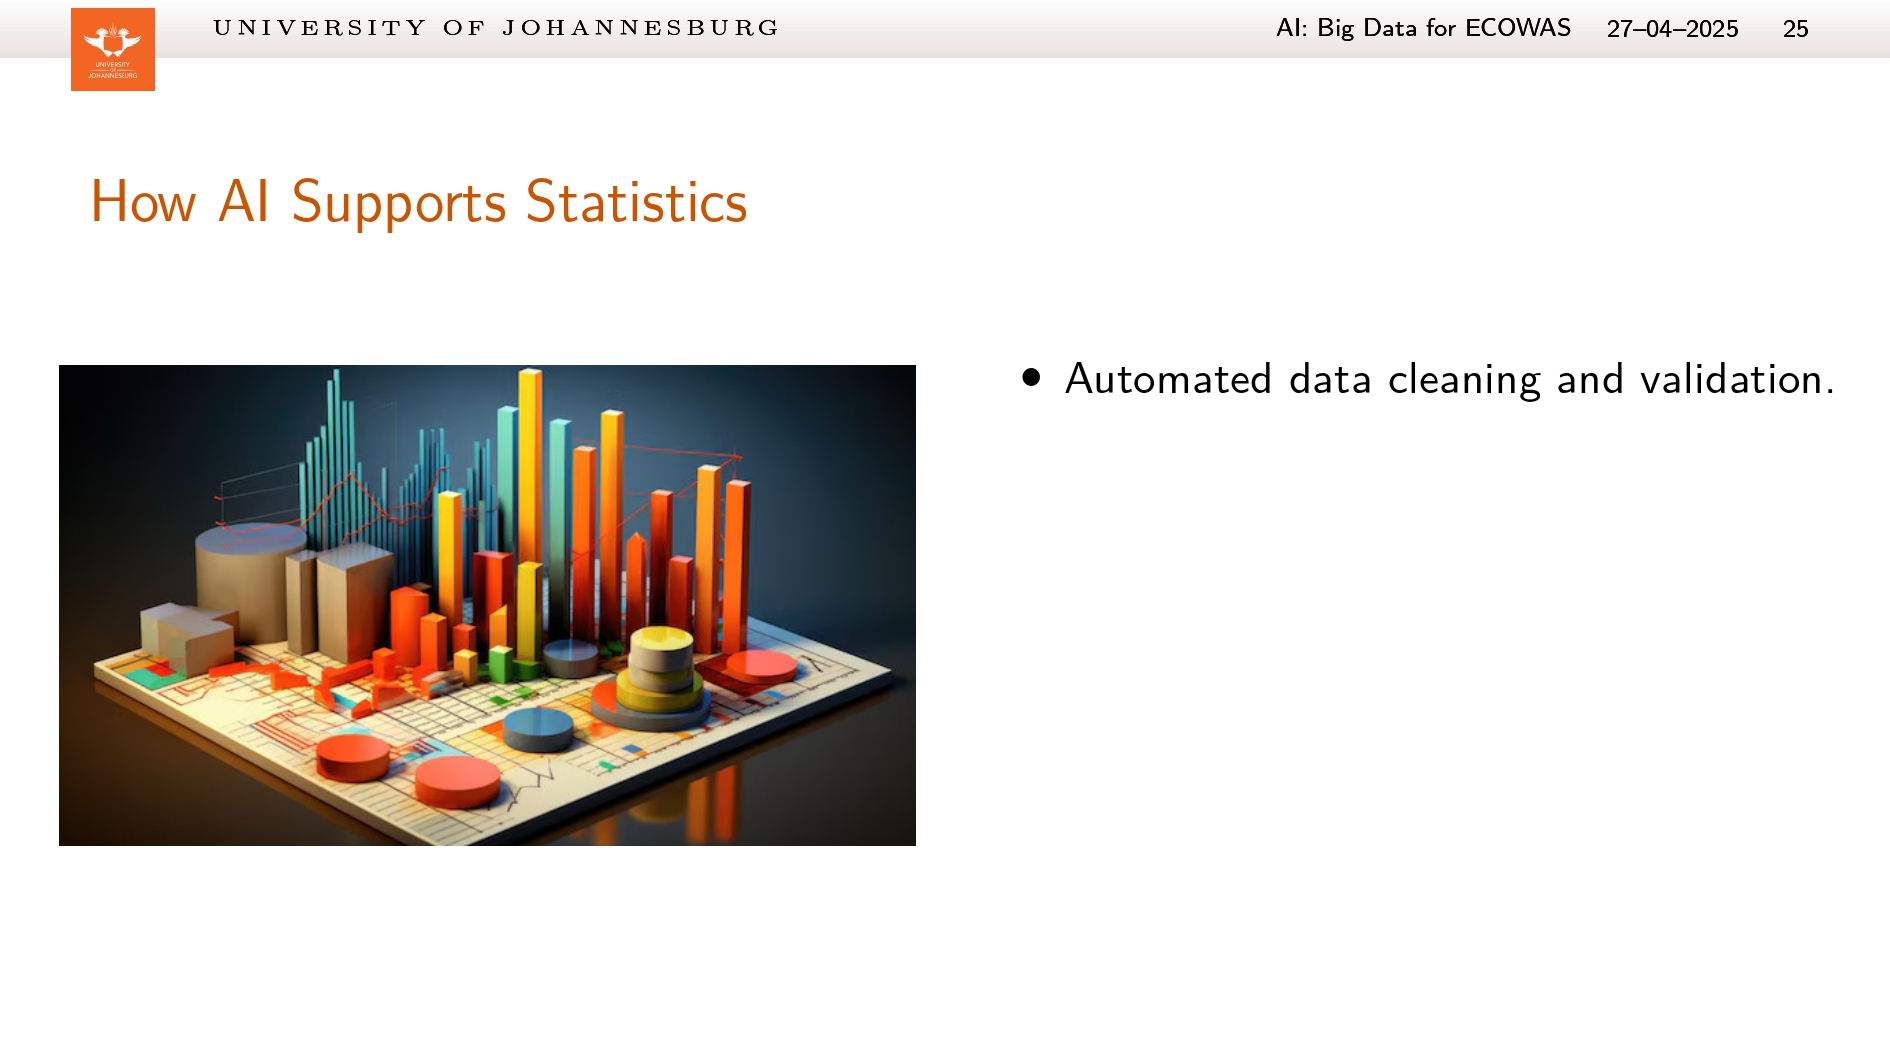 UNIVERSITY OF JOHANNESBURG
AI: Big Data for ECOWAS 27–04–2025 25
UNIVERSITY
OF
JOHANNESBURG
How AI Supports Statistics
• Automated data cleaning and validation.